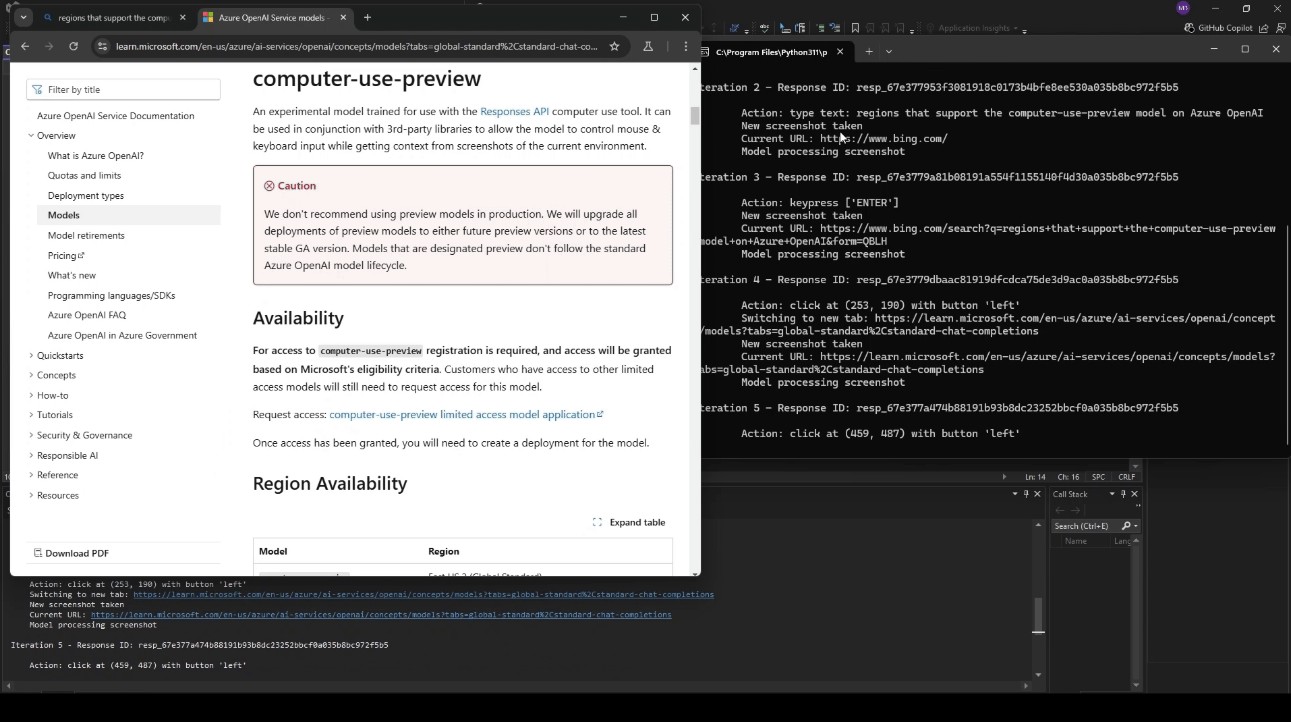 regions that support the comp
Azure OpenAI Service models -
learn.microsoft.com/en-us/azure/ai-services/openai/concepts/models?tabs=global-standard%2Cstandard-chat-co...
Filter by title
Azure OpenAI Service Documentation
Overview
What is Azure OpenAI?
Quotas and limits
Deployment types
Models
Model retirements
Pricing
What's new
Programming languages/SDKs
Azure OpenAI FAQ
Azure OpenAI in Azure Government
Quickstarts
Concepts
How-to
Tutorials
Security & Governance
Responsible AI
Reference
Resources
Download PDF
computer-use-preview
An experimental model trained for use with the Responses API computer use tool. It can
be used in conjunction with 3rd-party libraries to allow the model to control mouse &
keyboard input while getting context from screenshots of the current environment.
Caution
We don't recommend using preview models in production. We will upgrade all
deployments of preview models to either future preview versions or to the latest
stable GA version. Models that are designated preview don't follow the standard
Azure OpenAI model lifecycle.
Availability
For access to computer-use-preview registration is required, and access will be granted
based on Microsoft's eligibility criteria. Customers who have access to other limited
access models will still need to request access for this model.
Request access: computer-use-preview limited access model application
Once access has been granted, you will need to create a deployment for the model.
Region Availability
Expand table
Model Region
MB
Application Insights
GitHub Copilot
C:\Program Files\Python311\p
teration 2 - Response ID: resp_67e377953f3081918c0173b4bfe8ee530a035b8bc972f5b5
Action: type text: regions that support the computer-use-preview model on Azure OpenAI
New screenshot taken
Current URL: https://www.bing.com/
Model processing screenshot
teration 3 - Response ID: resp_67e3779a81b08191a554f1155140f4d30a035b8bc972f5b5
Action: keypress ['ENTER']
New screenshot taken
Current URL: https://www.bing.com/search?q=regions+that+support+the+computer-use-preview
model+on+Azure+OpenAI&form=QBLH
Model processing screenshot
teration 4 - Response ID: resp_67e3779dbaac81919dfcdca75de3d9ac0a035b8bc972f5b5
Action: click at (253, 190) with button 'left'
Switching to new tab: https://learn.microsoft.com/en-us/azure/ai-services/openai/concept
/models?tabs=global-standard%2Cstandard-chat-completions
New screenshot taken
Current URL: https://learn.microsoft.com/en-us/azure/ai-services/openai/concepts/models?
abs=global-standard%2Cstandard-chat-completions
Model processing screenshot
teration 5 - Response ID: resp_67e377a474b88191b93b8dc23252bbcf0a035b8bc972f5b5
Action: click at (459, 487) with button 'left'
Ln: 14 Ch: 16 SPC CRLF
Call Stack
Search (Ctrl+E)
Name Lang
Action: click at (253, 190) with button 'left'
Switching to new tab: https://learn.microsoft.com/en-us/azure/ai-services/openai/concepts/models?tabs=global-standard%2Cstandard-chat-completions
New screenshot taken
Current URL: https://learn.microsoft.com/en-us/azure/ai-services/openai/concepts/models?tabs=global-standard%2Cstandard-chat-completions
Model processing screenshot
Iteration 5 - Response ID: resp_67e377a474b88191b93b8dc23252bbcf0a035b8bc972f5b5
Action: click at (459, 487) with button 'left'